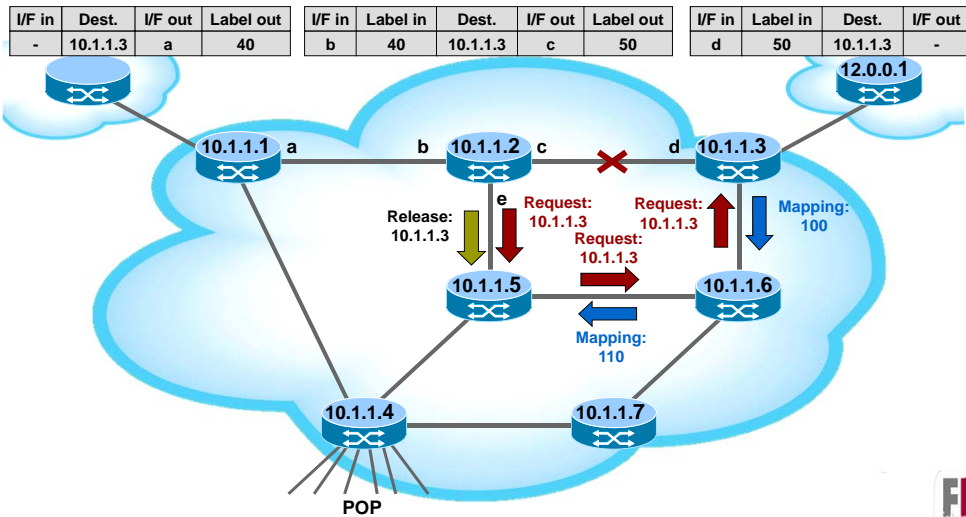 I/F in Dest. I/F out Label out
- 10.1.1.3 a 40
I/F in Label in Dest. I/F out Label out
b 40 10.1.1.3 c 50
I/F in Label in Dest. I/F out
d 50 10.1.1.3 -
12.0.0.1
10.1.1.1
a
b
10.1.1.2
c
d
10.1.1.3
e
Release:
10.1.1.3
Request:
10.1.1.3
Request:
10.1.1.3
Request:
10.1.1.3
Mapping:
100
10.1.1.5
10.1.1.6
Mapping:
110
10.1.1.4
10.1.1.7
POP
F